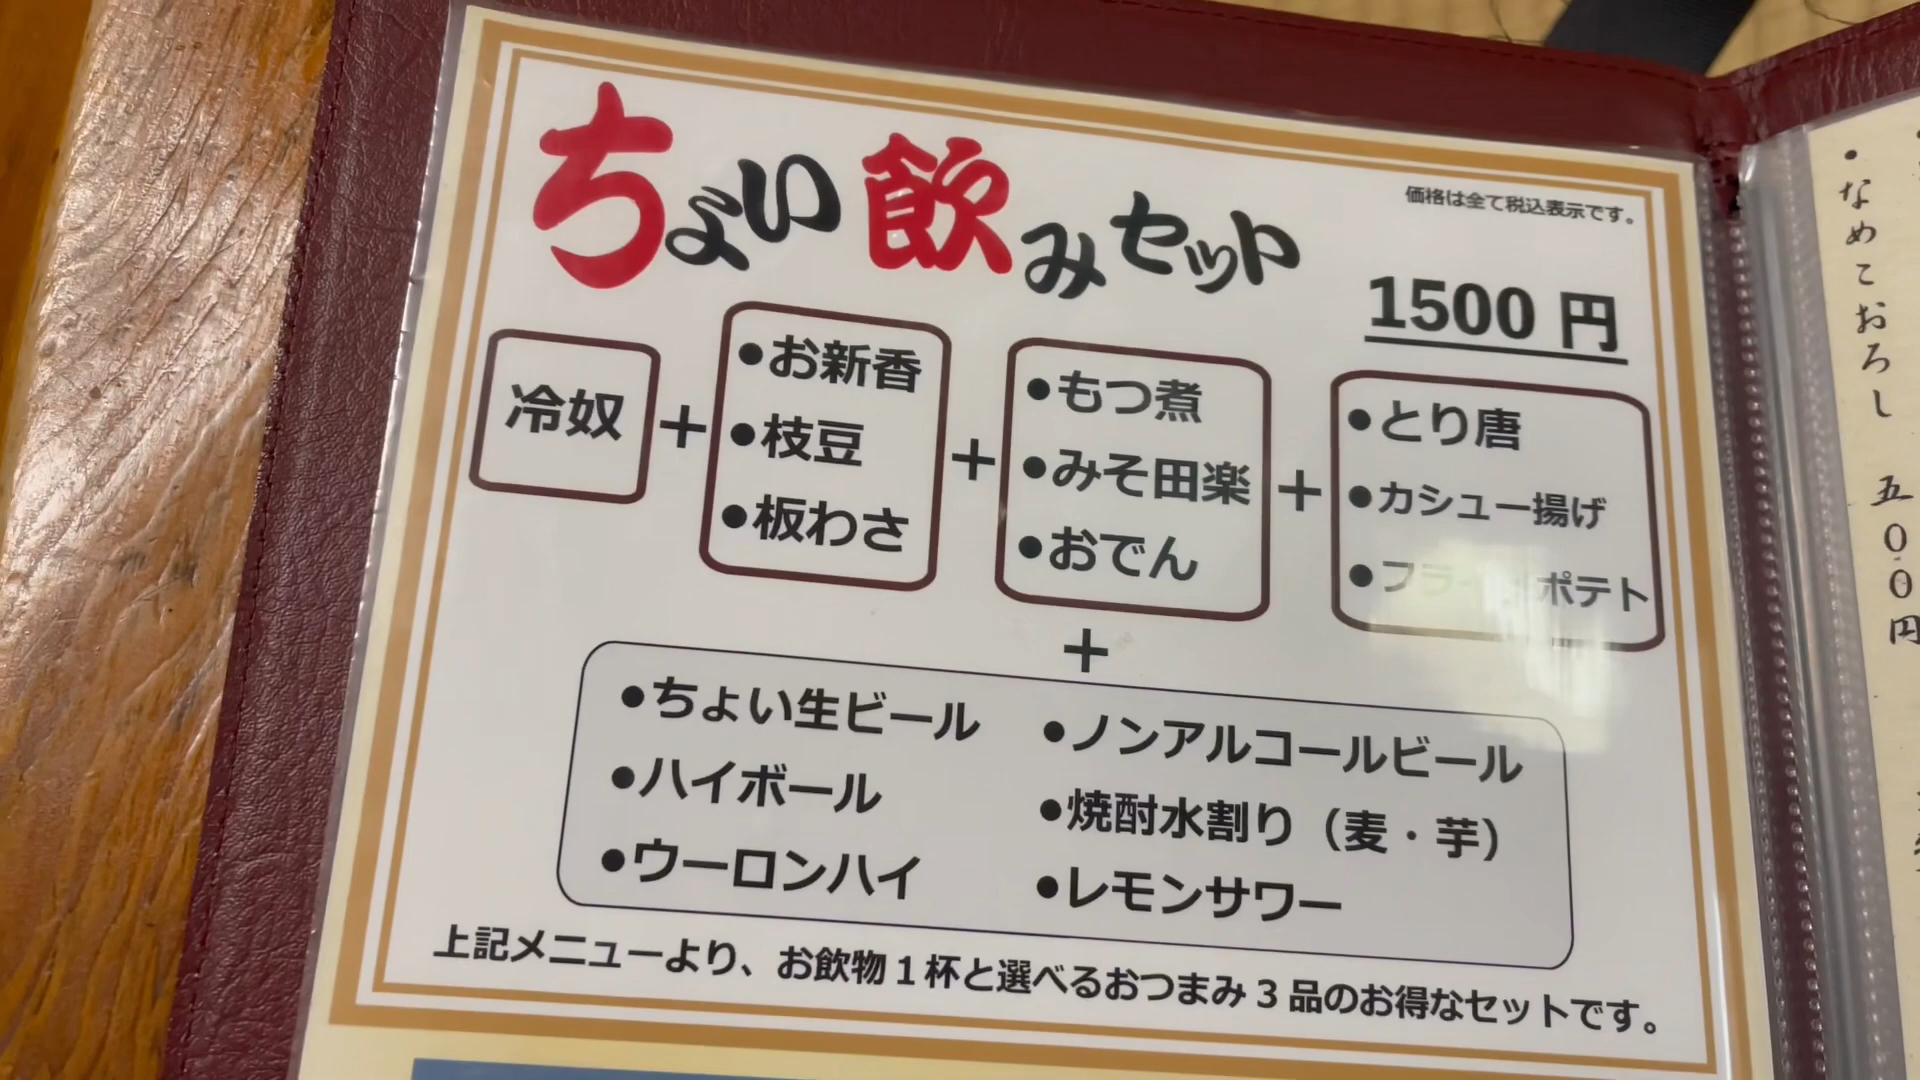 ちょい飲みセット
価格は全て税込表示です。
1500 円
冷奴
+
●お新香
●枝豆
●板わさ
+
●もつ煮
●みそ田楽
●おでん
+
●とり唐
●カシュー揚げ
●フライドポテト
+
●ちょい生ビール
●ハイボール
●ウーロンハイ
●ノンアルコールビール
●焼酎水割り（麦・芋）
●レモンサワー
上記メニューより、お飲物1杯と選べるおつまみ3品のお得なセットです。
・なめこおろし 五〇〇円